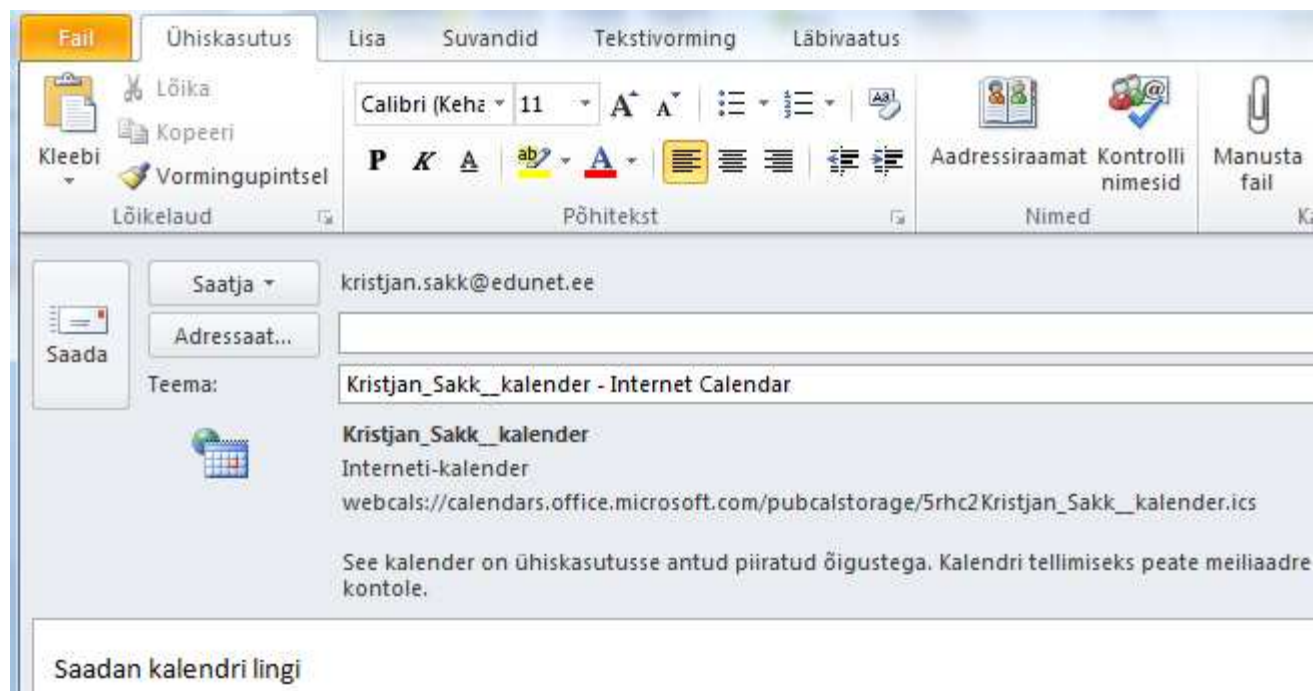 Fail Ühiskasutus Lisa Suvandid Tekstivorming Läbivaatus
Kleebi
Lõika
Kopeeri
Vormingupintsel
Lõikelaud
Calibri (Keha 11
P K A
Põhitekst
Aadressiraamat Kontrolli nimesid
Nimed
Manusta fail
Saada
Saatja kristjan.sakk@edunet.ee
Adressaat...
Teema: Kristjan_Sakk__kalender - Internet Calendar
Kristjan_Sakk__kalender
Interneti-kalender
webcals://calendars.office.microsoft.com/pubcalstorage/5rhc2Kristjan_Sakk__kalender.ics
See kalender on ühiskasutusse antud piiratud õigustega. Kalendri tellimiseks peate meiliaadre
kontole.
Saadan kalendri lingi